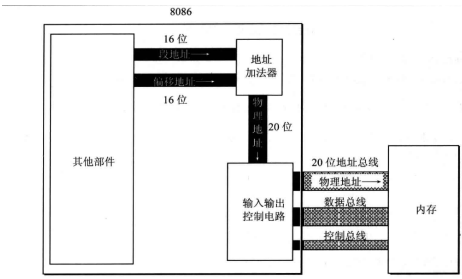 8086
16 位
段地址
偏移地址
16 位
地址
加法器
物
理
地
址
20 位
其他部件
输入输出
控制电路
20 位地址总线
物理地址
数据总线
控制总线
内存